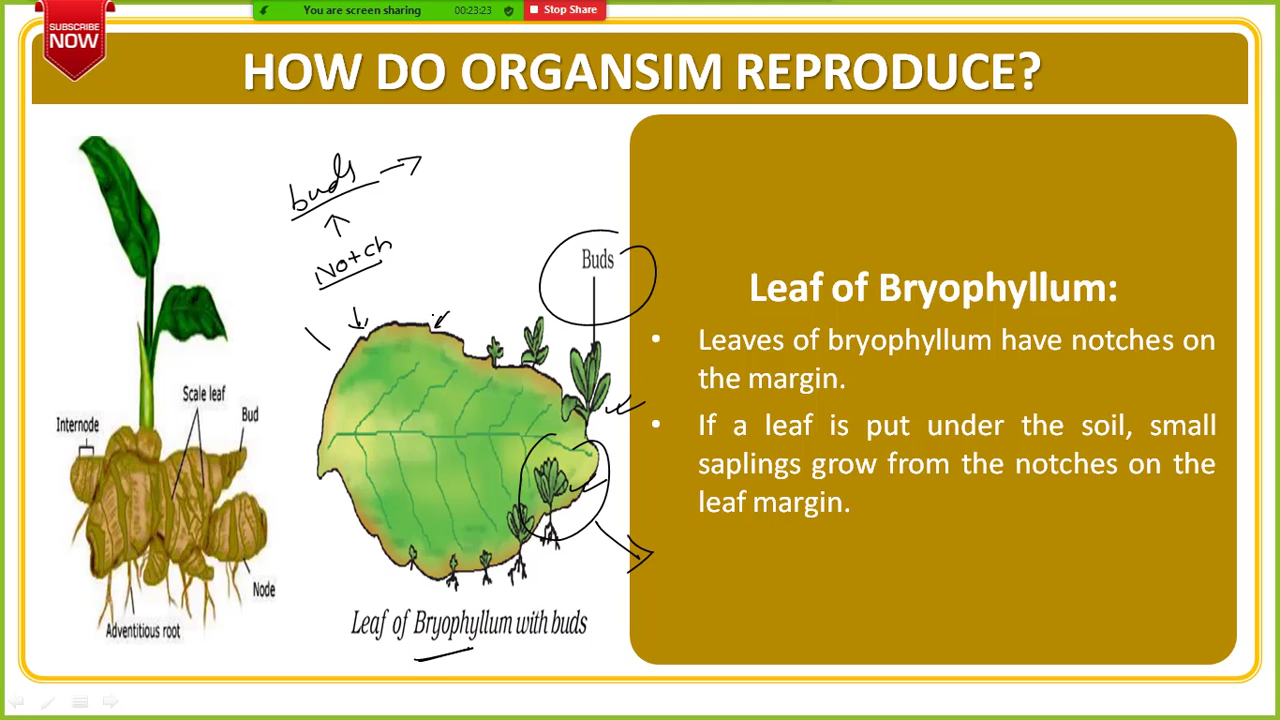 You are screen sharing
00:23:23
Stop Share
SUBSCRIBE
NOW
HOW DO ORGANSIM REPRODUCE?
buds
Notch
Buds
Scale leaf
Internode
Bud
Node
Adventitious root
Leaf of Bryophyllum with buds
Leaf of Bryophyllum:
• Leaves of bryophyllum have notches on
the margin.
• If a leaf is put under the soil, small
saplings grow from the notches on the
leaf margin.